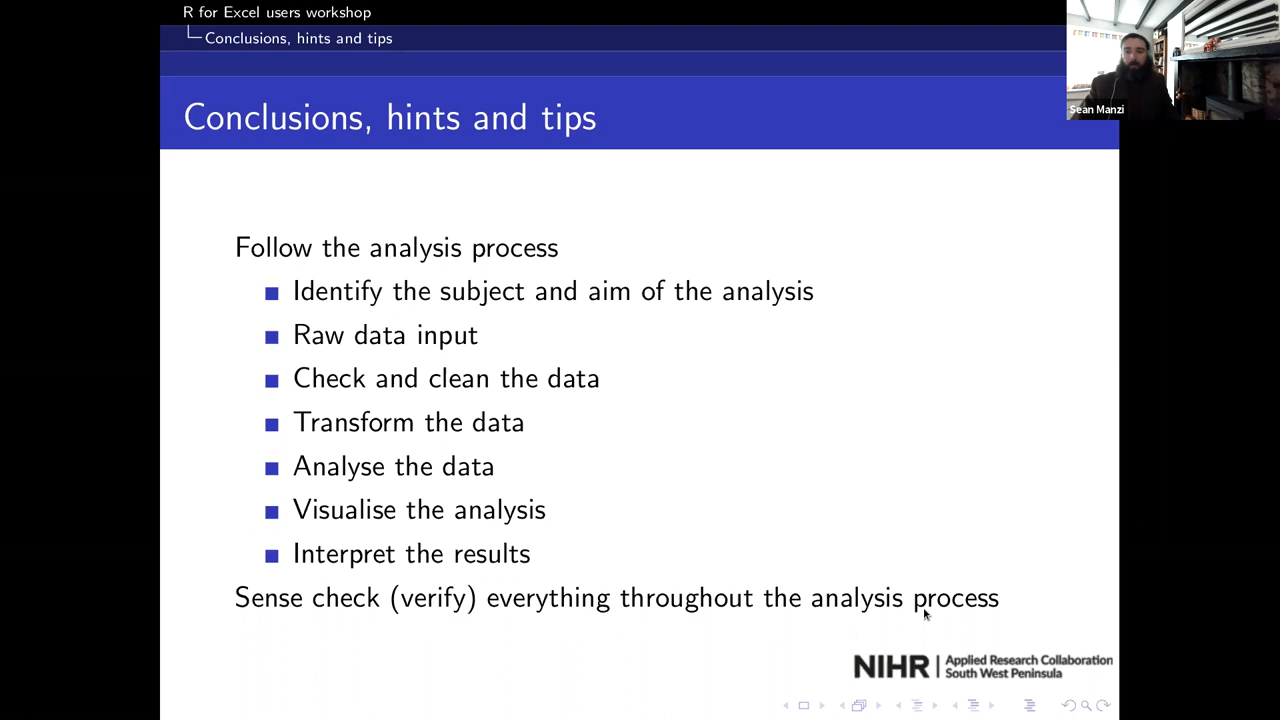 R for Excel users workshop
Conclusions, hints and tips
Sean Manzi
Conclusions, hints and tips
Follow the analysis process
Identify the subject and aim of the analysis
Raw data input
Check and clean the data
Transform the data
Analyse the data
Visualise the analysis
Interpret the results
Sense check (verify) everything throughout the analysis process
NIHR | Applied Research Collaboration
South West Peninsula